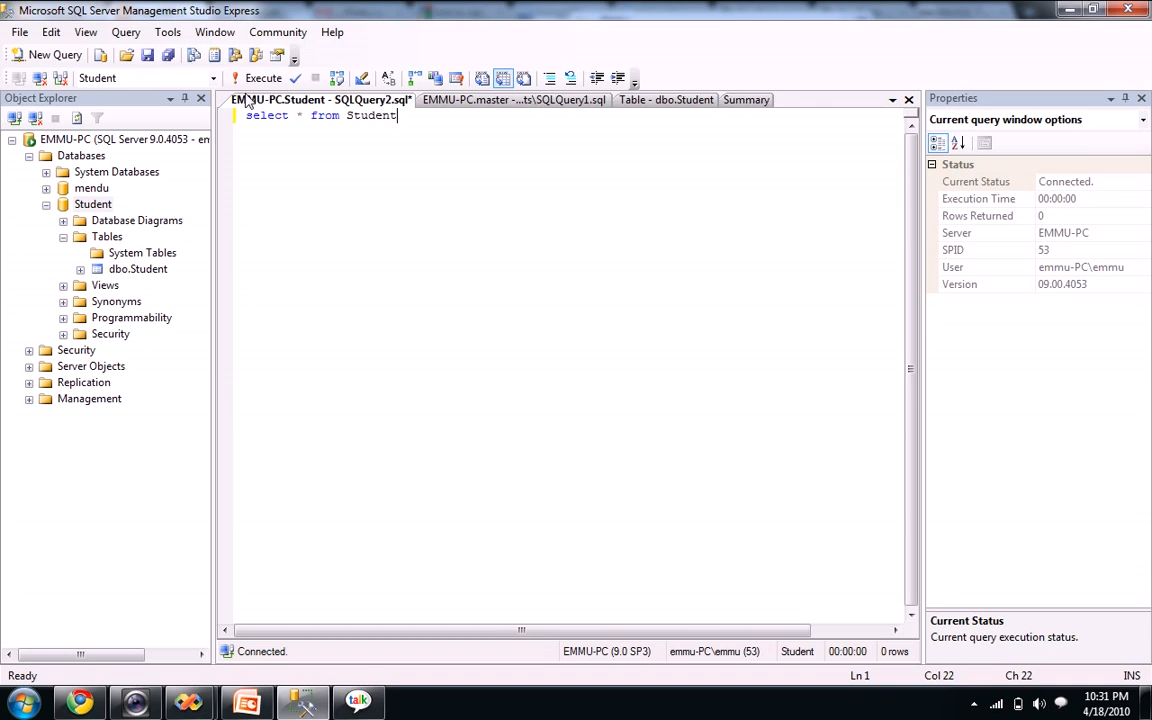 Microsoft SQL Server Management Studio Express
File Edit View Query Tools Window Community Help
New Query
Student Execute
Object Explorer
EMMU-PC.Student - SQLQuery2.sql* EMMU-PC.master -...ts\SQLQuery1.sql Table - dbo.Student Summary
Properties
select * from Student
Current query window options
EMMU-PC (SQL Server 9.0.4053 - em
Databases
System Databases
mendu
Student
Database Diagrams
Tables
System Tables
dbo.Student
Views
Synonyms
Programmability
Security
Security
Server Objects
Replication
Management
Status
Current Status Connected.
Execution Time 00:00:00
Rows Returned 0
Server EMMU-PC
SPID 53
User emmu-PC\emmu
Version 09.00.4053
Current Status
Current query execution status.
Connected. EMMU-PC (9.0 SP3) emmu-PC\emmu (53) Student 00:00:00 0 rows
Ready Ln 1 Col 22 Ch 22 INS
talk
10:31 PM
4/18/2010